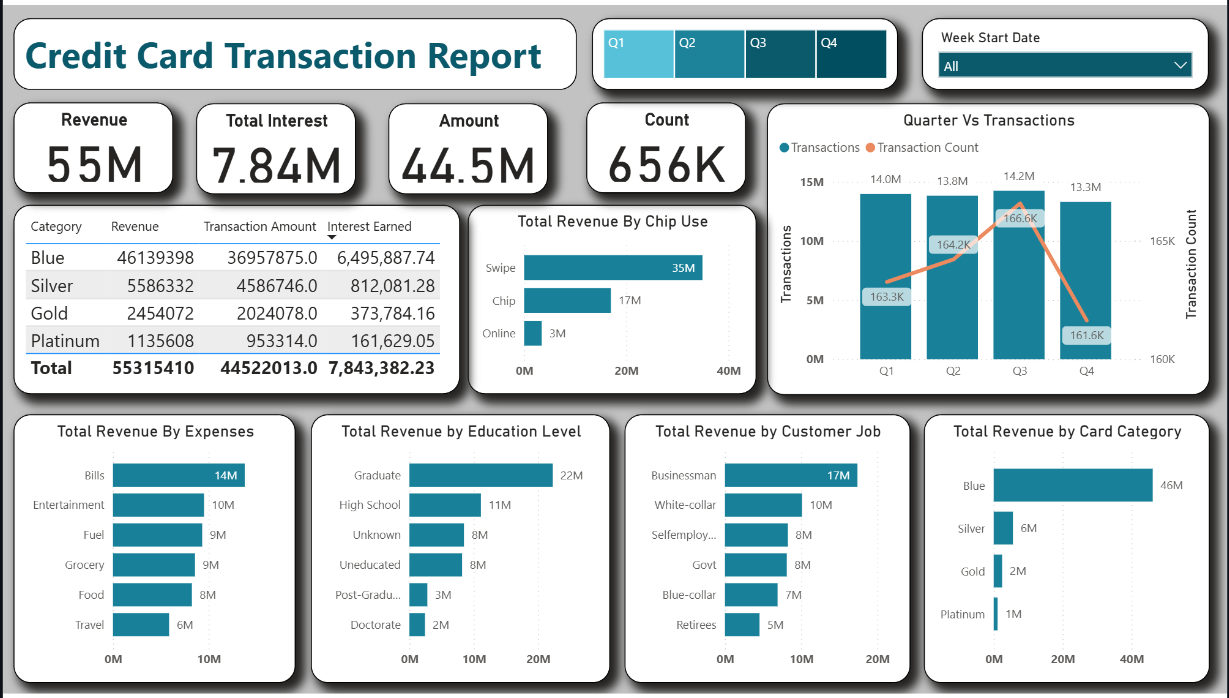 Credit Card Transaction Report
Q1 Q2 Q3 Q4
Week Start Date
All
Revenue
55M
Total Interest
7.84M
Amount
44.5M
Count
656K
Quarter Vs Transactions
Transactions Transaction Count
15M
10M
5M
0M
Transactions
14.0M 13.8M 14.2M 13.3M
163.3K 164.2K 166.6K 161.6K
165K
160K
Transaction Count
Q1 Q2 Q3 Q4
Category Revenue Transaction Amount Interest Earned
Blue 46139398 36957875.0 6,495,887.74
Silver 5586332 4586746.0 812,081.28
Gold 2454072 2024078.0 373,784.16
Platinum 1135608 953314.0 161,629.05
Total 55315410 44522013.0 7,843,382.23
Total Revenue By Chip Use
Swipe 35M
Chip 17M
Online 3M
0M 20M 40M
Total Revenue By Expenses
Bills 14M
Entertainment 10M
Fuel 9M
Grocery 9M
Food 8M
Travel 6M
0M 10M
Total Revenue by Education Level
Graduate 22M
High School 11M
Unknown 8M
Uneducated 8M
Post-Gradu... 3M
Doctorate 2M
0M 10M 20M
Total Revenue by Customer Job
Businessman 17M
White-collar 10M
Selfemploy... 8M
Govt 8M
Blue-collar 7M
Retirees 5M
0M 10M 20M
Total Revenue by Card Category
Blue 46M
Silver 6M
Gold 2M
Platinum 1M
0M 20M 40M